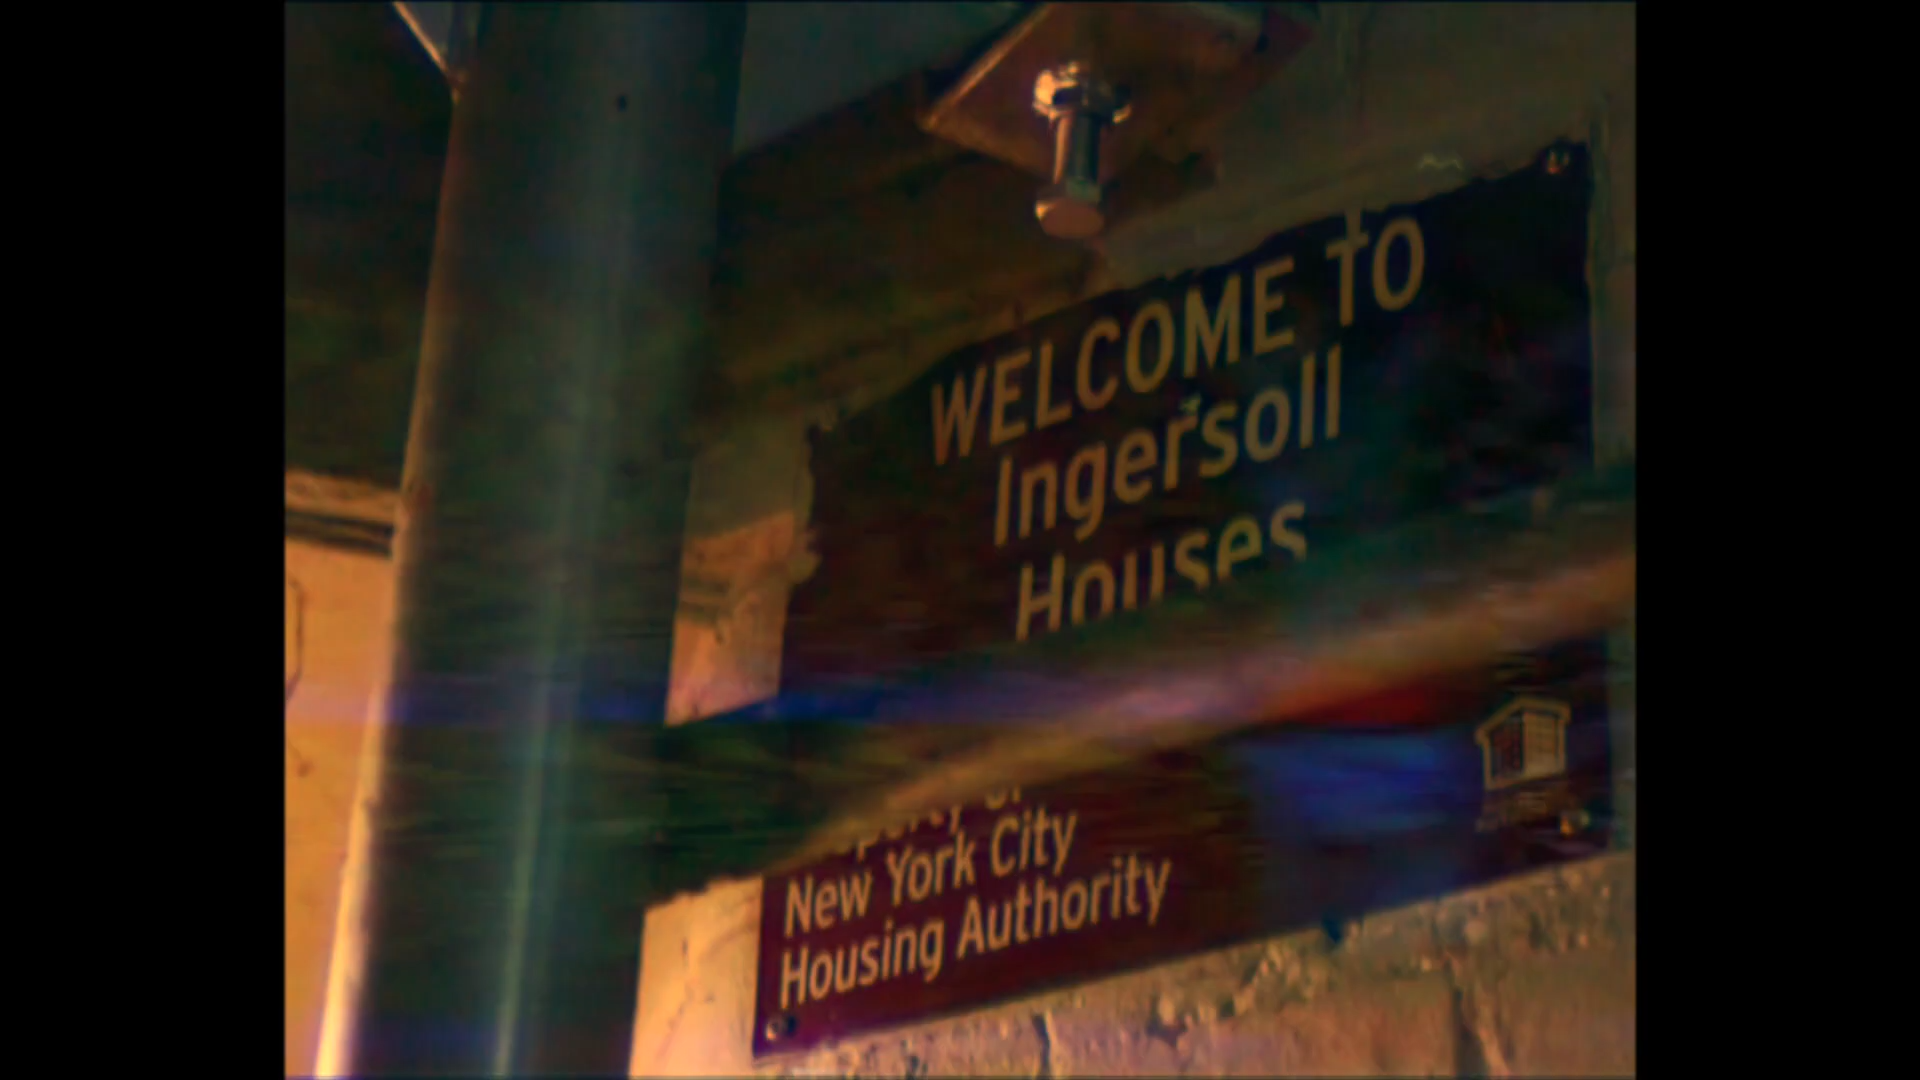 WELCOME TO
Ingersoll
Houses
New York City
Housing Authority